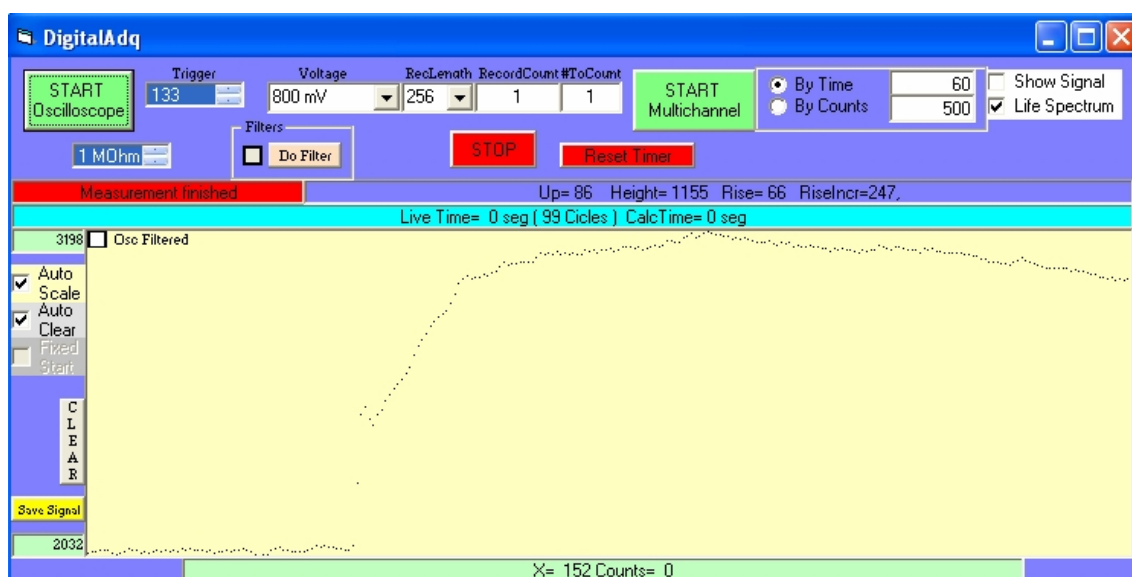 DigitalAdq
START Oscilloscope
Trigger
133
Voltage
800 mV
RecLength
256
RecordCount
1
#ToCount
1
START Multichannel
By Time
60
By Counts
500
Show Signal
Life Spectrum
1 MOhm
Filters
Do Filter
STOP
Reset Timer
Measurement finished
Up= 86 Height= 1155 Rise= 66 RiseIncr=247,
Live Time= 0 seg ( 99 Cicles ) CalcTime= 0 seg
3198
Osc Filtered
Auto Scale
Auto Clear
Fixed Start
CLEAR
Save Signal
2032
X= 152 Counts= 0